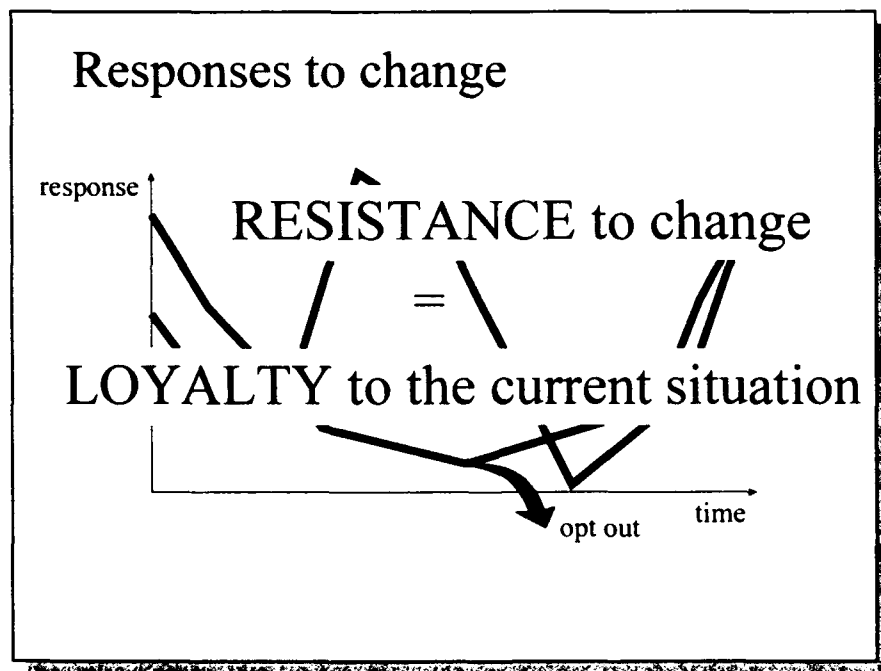 Responses to change
response
RESISTANCE to change
=
LOYALTY to the current situation
time
opt out